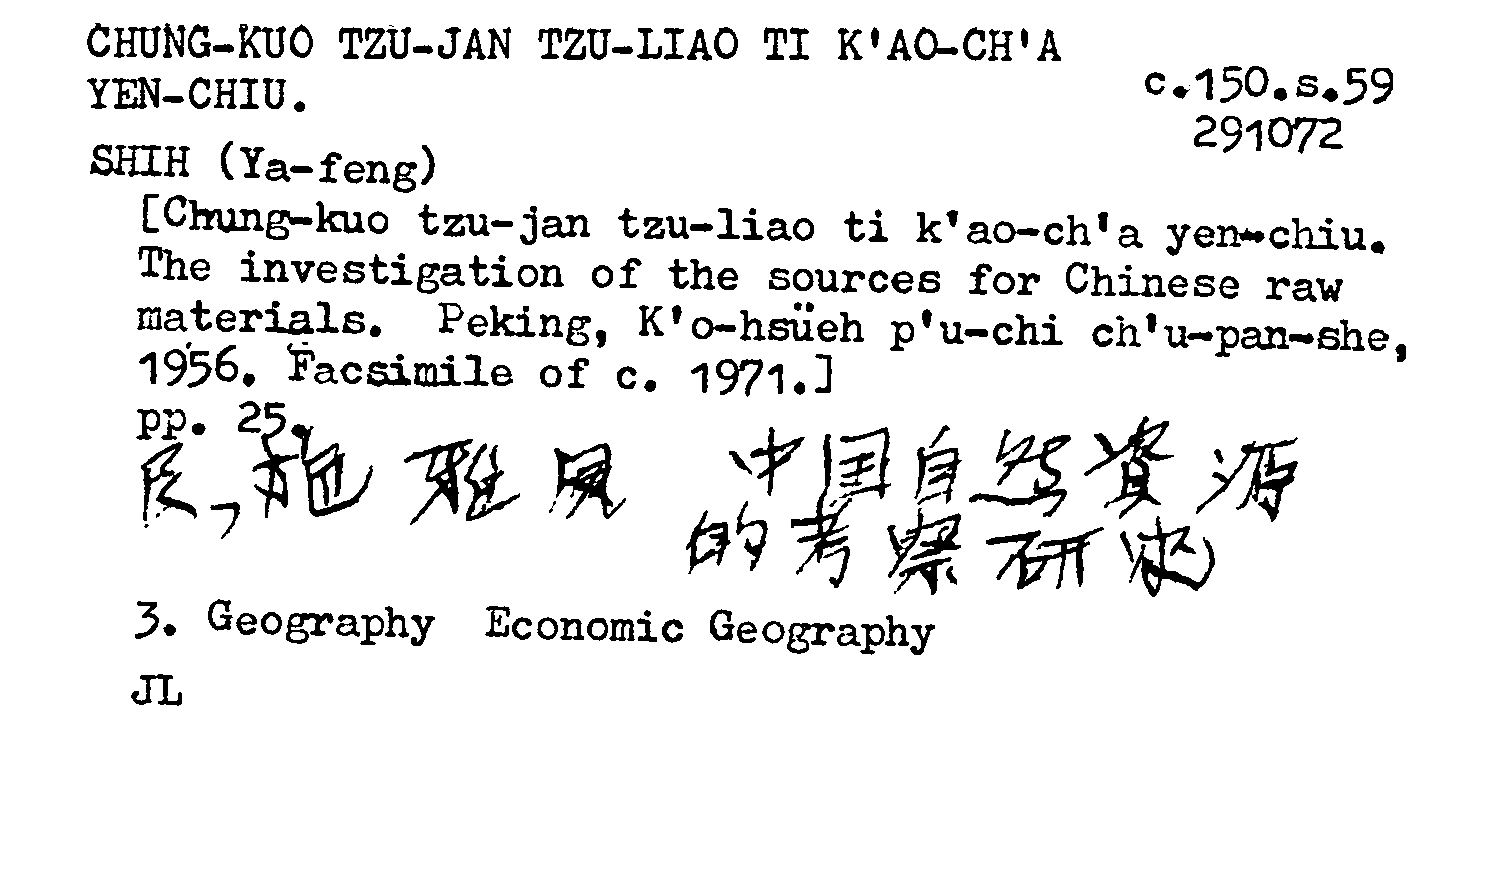 CHUNG-KUO TZU-JAN TZU-LIAO TI K'AO-CH'A
YEN-CHIU.
c.150.s.59
291072
SHIH (Ya-feng)
[Chung-kuo tzu-jan tzu-liao ti k'ao-ch'a yen-chiu.
The investigation of the sources for Chinese raw
materials. Peking, K'o-hsüeh p'u-chi ch'u-pan-she,
1956. Facsimile of c. 1971.]
pp. 25.
施雅风 中国自然資源
的考察研究
3. Geography Economic Geography
JL